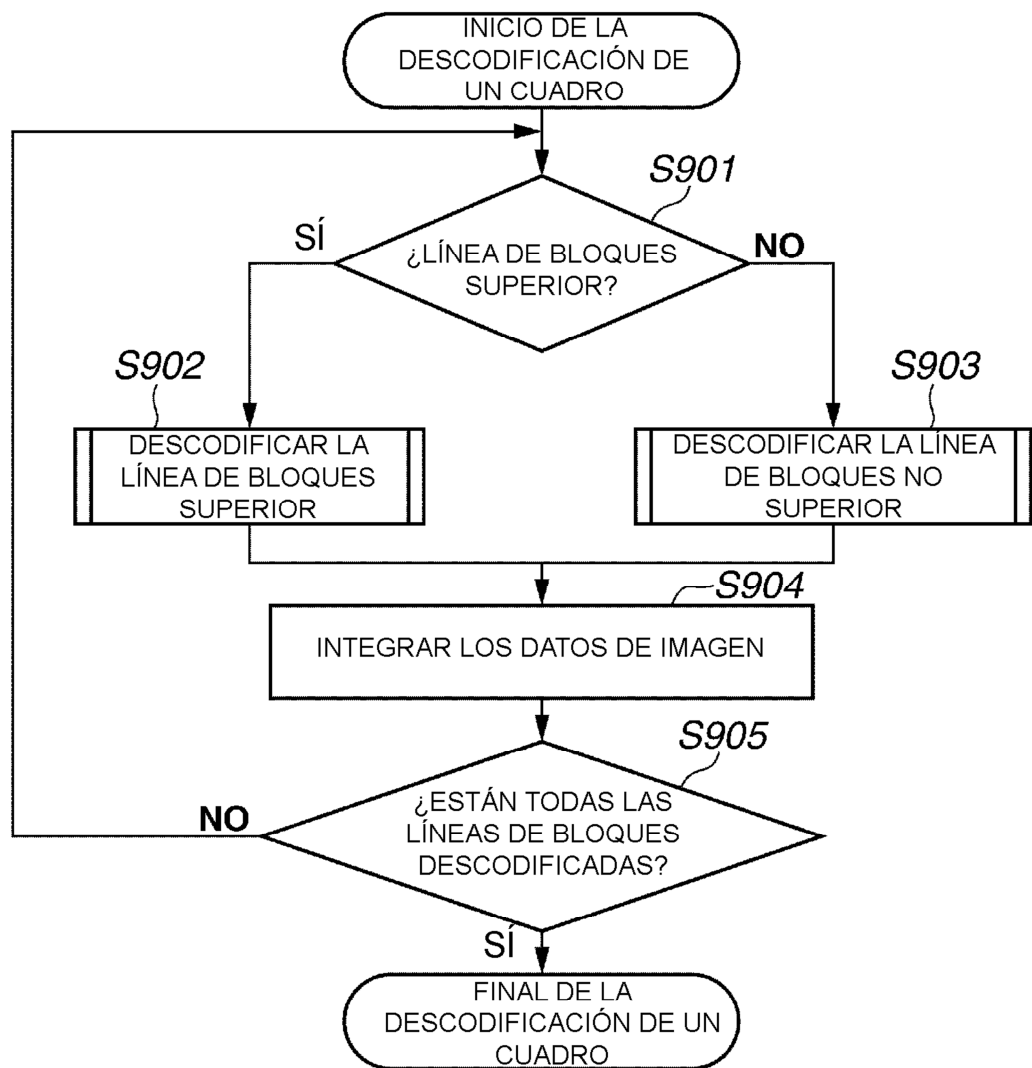 INICIO DE LA
DESCODIFICACIÓN DE
UN CUADRO
S901
SÍ
NO
¿LÍNEA DE BLOQUES
SUPERIOR?
S902
S903
DESCODIFICAR LA
LÍNEA DE BLOQUES
SUPERIOR
DESCODIFICAR LA LÍNEA
DE BLOQUES NO
SUPERIOR
S904
INTEGRAR LOS DATOS DE IMAGEN
S905
NO
¿ESTÁN TODAS LAS
LÍNEAS DE BLOQUES
DESCODIFICADAS?
SÍ
FINAL DE LA
DESCODIFICACIÓN DE UN
CUADRO